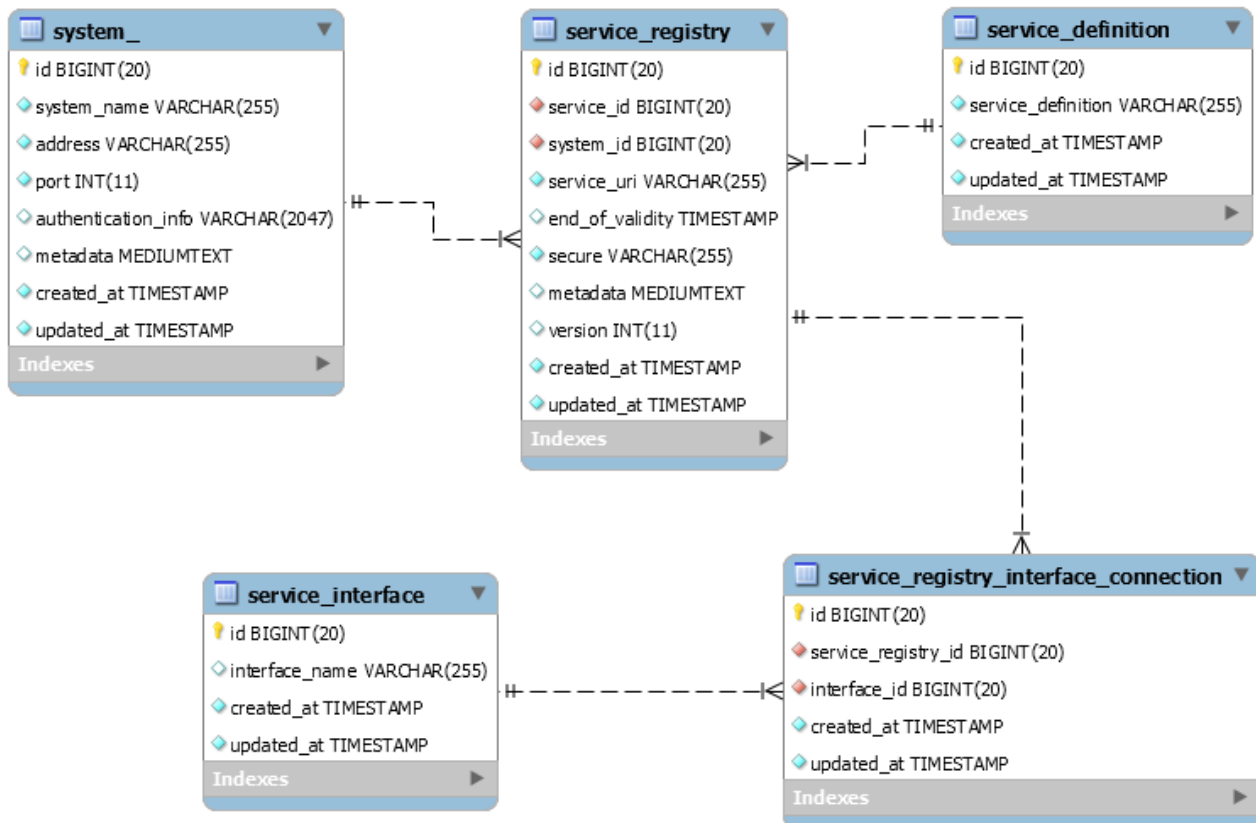 system_
id BIGINT(20)
system_name VARCHAR(255)
address VARCHAR(255)
port INT(11)
authentication_info VARCHAR(2047)
metadata MEDIUMTEXT
created_at TIMESTAMP
updated_at TIMESTAMP
Indexes
service_registry
id BIGINT(20)
service_id BIGINT(20)
system_id BIGINT(20)
service_uri VARCHAR(255)
end_of_validity TIMESTAMP
secure VARCHAR(255)
metadata MEDIUMTEXT
version INT(11)
created_at TIMESTAMP
updated_at TIMESTAMP
Indexes
service_definition
id BIGINT(20)
service_definition VARCHAR(255)
created_at TIMESTAMP
updated_at TIMESTAMP
Indexes
service_interface
id BIGINT(20)
interface_name VARCHAR(255)
created_at TIMESTAMP
updated_at TIMESTAMP
Indexes
service_registry_interface_connection
id BIGINT(20)
service_registry_id BIGINT(20)
interface_id BIGINT(20)
created_at TIMESTAMP
updated_at TIMESTAMP
Indexes